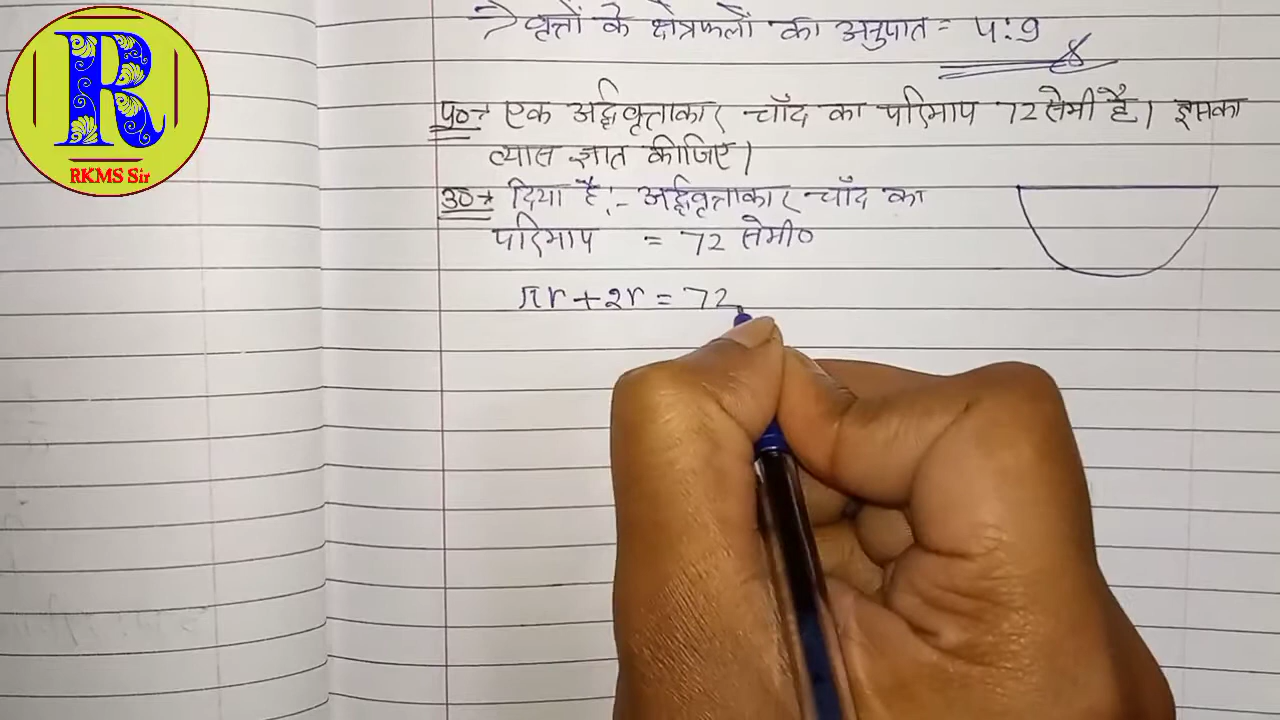 R
RKMS Sir
→ वृत्तों के क्षेत्रफलों का अनुपात = 4:9
प्र०→ एक अर्द्धवृत्ताकार चाँद का परिमाप 72 सेमी है। इसका
व्यास ज्ञात कीजिए।
उ०→ दिया है:- अर्द्धवृत्ताकार चाँद का
परिमाप = 72 सेमी०
πr + 2r = 72